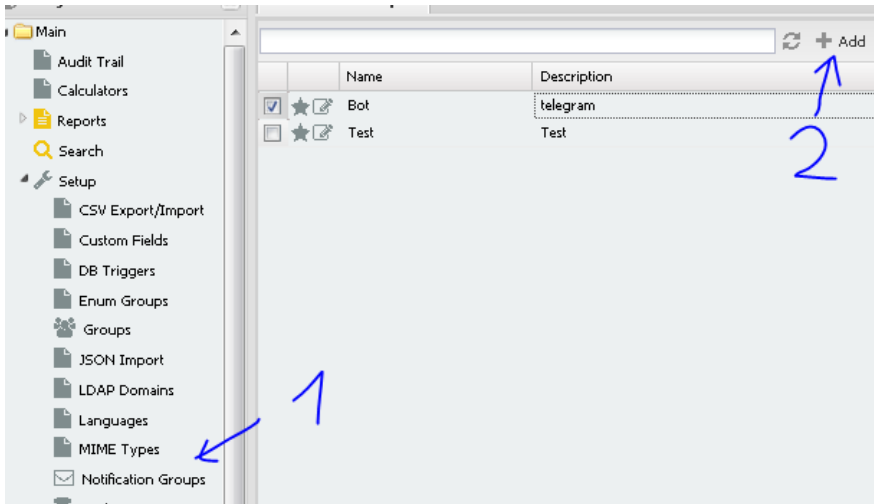 Main
Audit Trail
Calculators
Reports
Search
Setup
CSV Export/Import
Custom Fields
DB Triggers
Enum Groups
Groups
JSON Import
LDAP Domains
Languages
MIME Types
Notification Groups
Add
Name Description
Bot telegram
Test Test
1
2